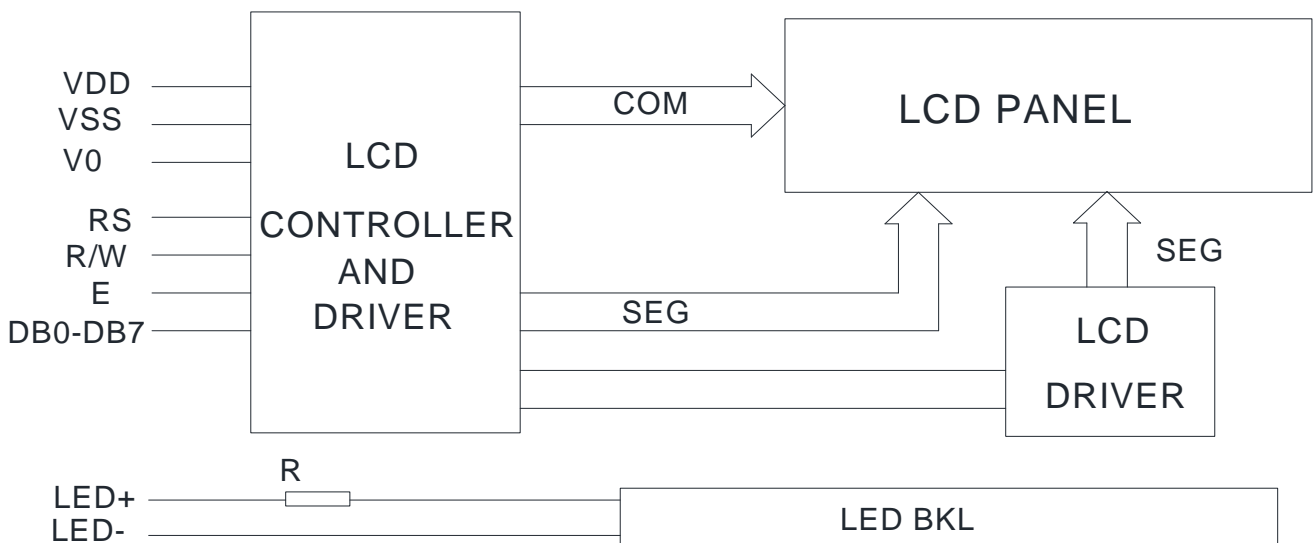 VDD
VSS
V0
RS
R/W
E
DB0-DB7
LCD
CONTROLLER
AND
DRIVER
COM
SEG
LCD PANEL
SEG
LCD
DRIVER
R
LED+
LED-
LED BKL